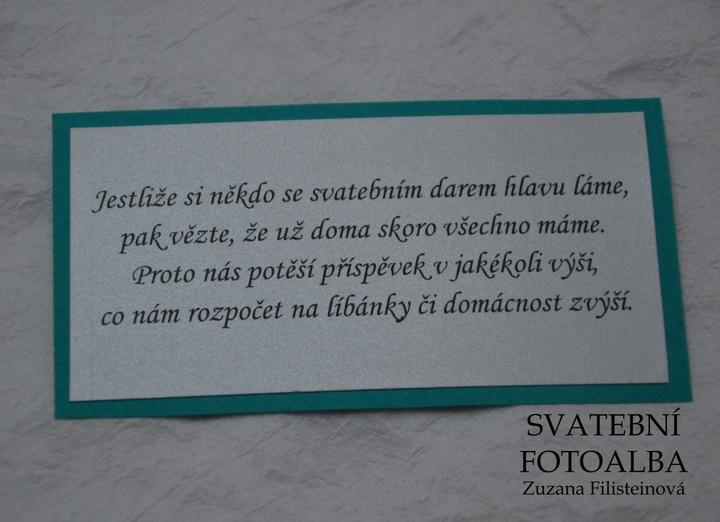 Jestliže si někdo se svatebním darem hlavu láme,
pak vězte, že už doma skoro všechno máme.
Proto nás potěší příspěvek v jakékoli výši,
co nám rozpočet na líbánky či domácnost zvýší.
SVATEBNÍ
FOTOALBA
Zuzana Filisteinová